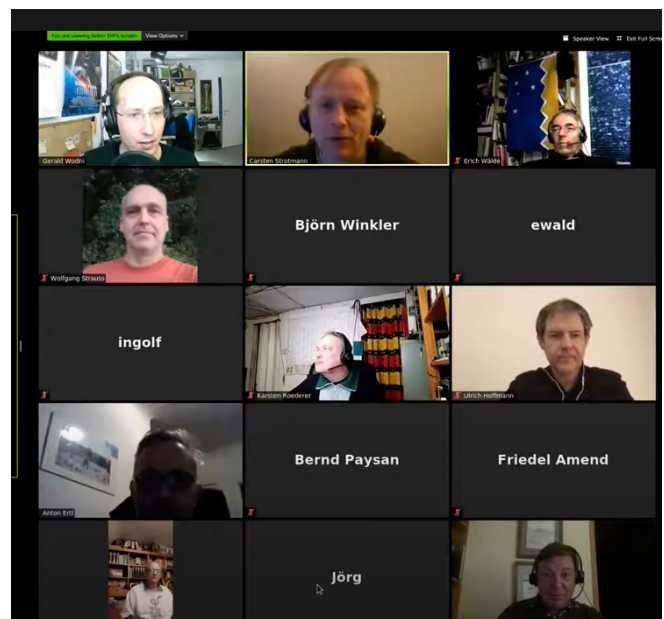 You are viewing Anton Ertl's screen View Options
Speaker View Exit Full Scree
Gerald Wodni
Carsten Strotmann
Erich Wälde
Wolfgang Strauss
Björn Winkler
ewald
ingolf
Karsten Roederer
Ulrich Hoffmann
Anton Ertl
Bernd Paysan
Friedel Amend
Jörg